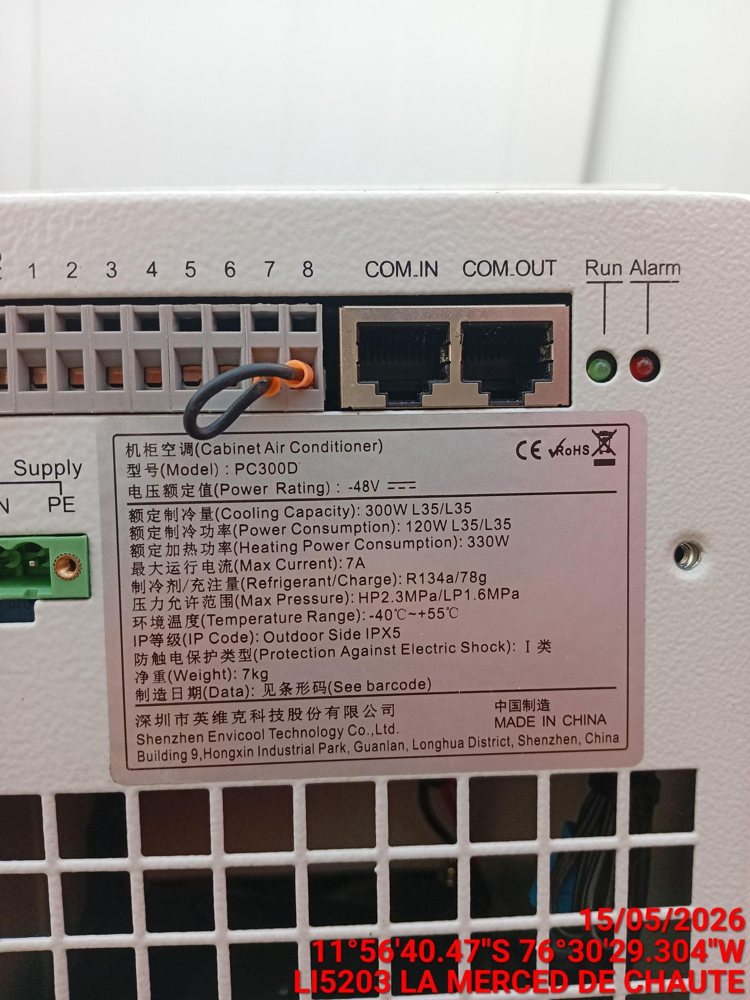 1 2 3 4 5 6 7 8 COM_IN COM_OUT Run Alarm
Supply
N PE
机柜空调(Cabinet Air Conditioner)
CE RoHS
型号(Model) : PC300D
电压额定值(Power Rating) : -48V
额定制冷量(Cooling Capacity): 300W L35/L35
额定制冷功率(Power Consumption): 120W L35/L35
额定加热功率(Heating Power Consumption): 330W
最大运行电流(Max Current): 7A
制冷剂/充注量(Refrigerant/Charge): R134a/78g
压力允许范围(Max Pressure): HP2.3MPa/LP1.6MPa
环境温度(Temperature Range): -40℃~+55℃
IP等级(IP Code): Outdoor Side IPX5
防触电保护类型(Protection Against Electric Shock): I 类
净重(Weight): 7kg
制造日期(Data): 见条形码(See barcode)
深圳市英维克科技股份有限公司
Shenzhen Envicool Technology Co.,Ltd.
中国制造
MADE IN CHINA
Building 9,Hongxin Industrial Park, Guanlan, Longhua District, Shenzhen, China
15/05/2026
11°56'40.47"S 76°30'29.304"W
LI5203 LA MERCED DE CHAUTE